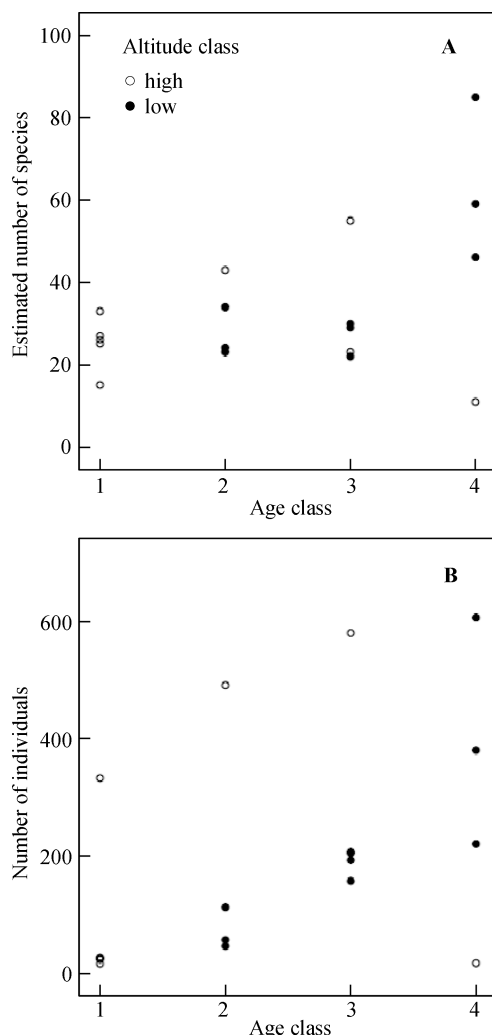 A
Altitude class
high
low
Estimated number of species
100
80
60
40
20
0
1 2 3 4
Age class
B
Number of individuals
600
400
200
0
1 2 3 4
Age class